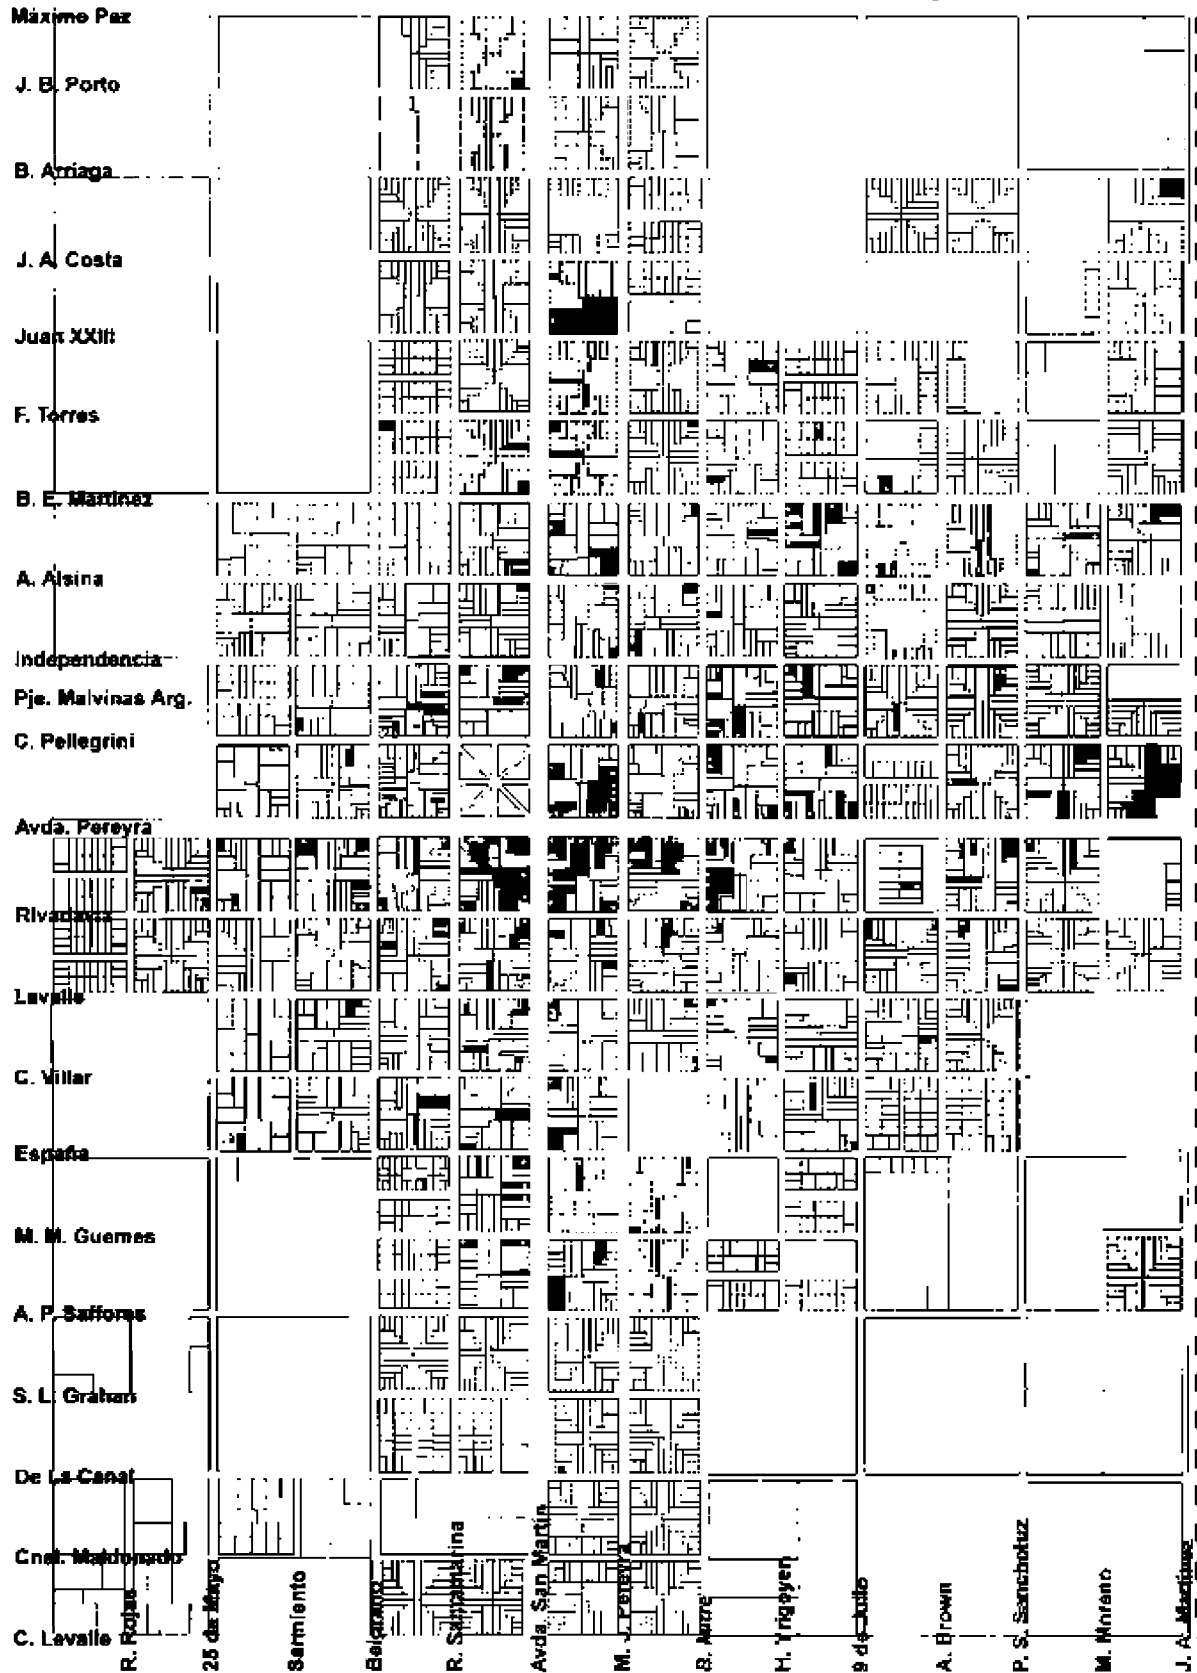 Máximo Paz
J. B. Porto
B. Arriaga
J. A. Costa
Juan XXIII
F. Torres
B. E. Martinez
A. Alsina
Independencia
Pje. Malvinas Arg.
C. Pellegrini
Avda. Pereyra
Rivadavia
Lavalle
C. Villar
España
M. M. Guemes
A. P. Saffores
S. L. Grahan
De La Canal
Cnel. Maldonado
C. Lavalle
R. Rojas
25 de Mayo
Sarmiento
Belgrano
R. Santamarina
Avda. San Martín
M. J. Pereyra
B. Mitre
H. Yrigoyen
9 de Julio
A. Brown
P. S. Sancholuz
M. Moreno